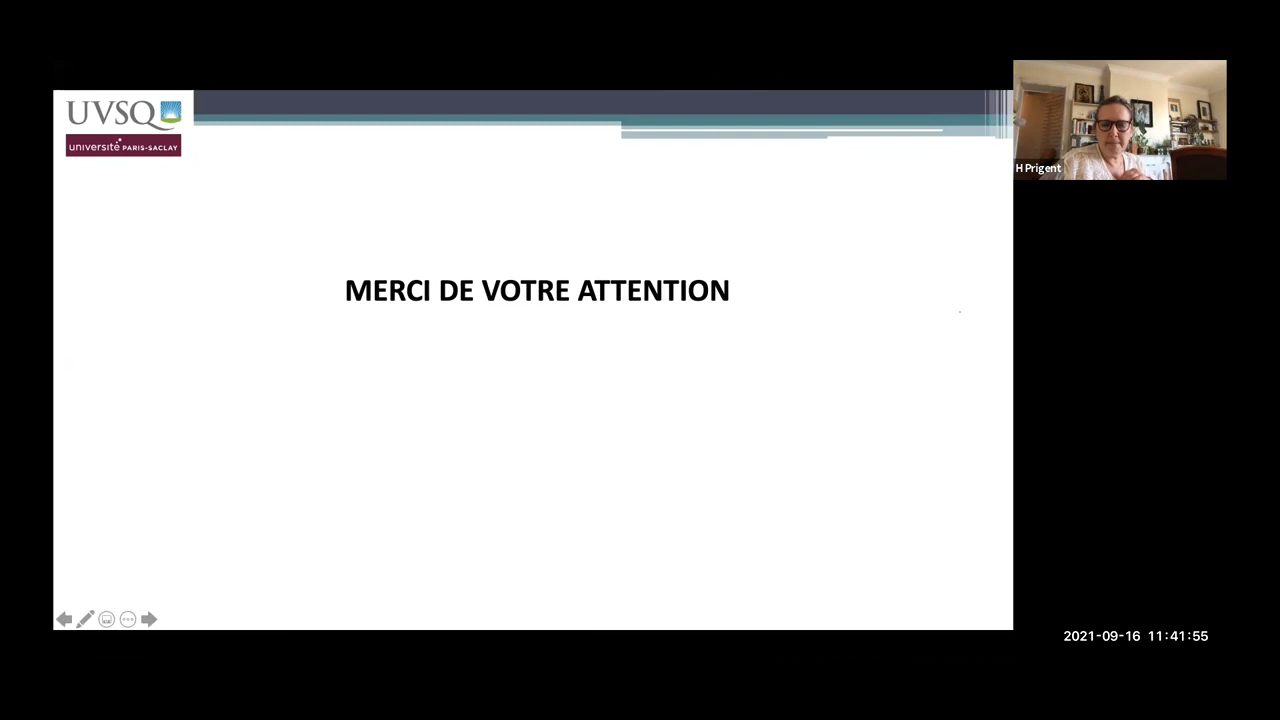 UVSQ
université PARIS-SACLAY
H Prigent
MERCI DE VOTRE ATTENTION
2021-09-16 11:41:55